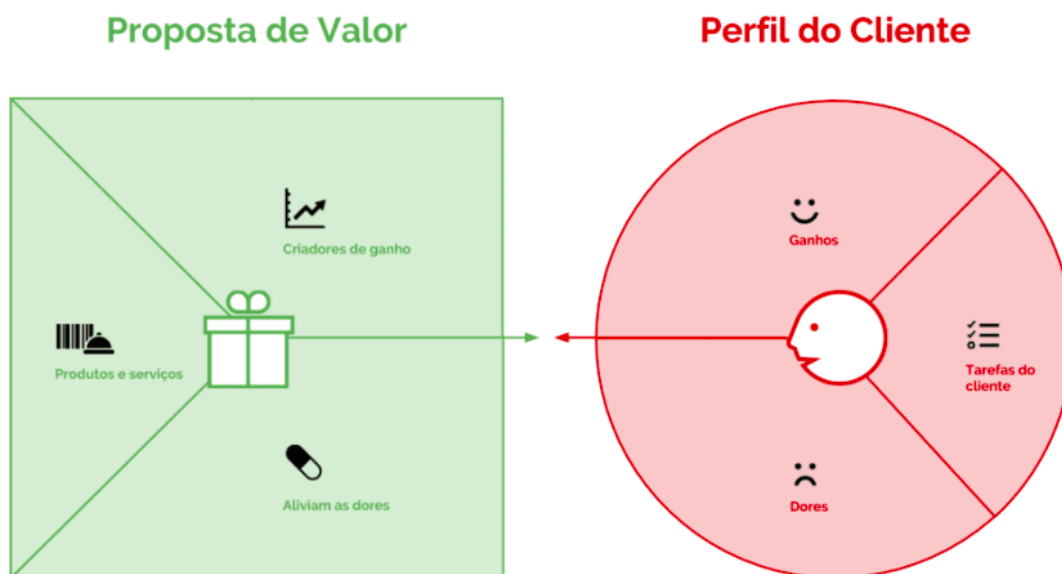 Proposta de Valor
Perfil do Cliente
Criadores de ganho
Produtos e serviços
Aliviam as dores
Ganhos
Tarefas do
cliente
Dores